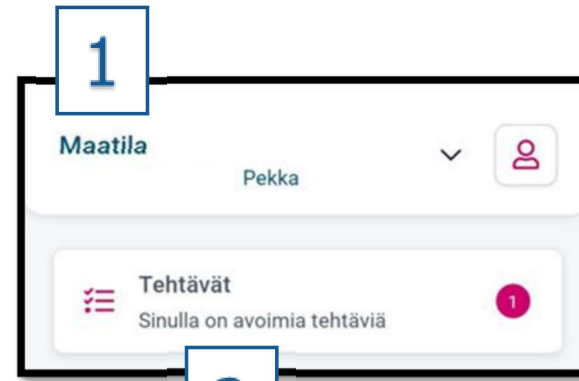 1
Maatila
Pekka
Tehtävät
1
Sinulla on avoimia tehtäviä